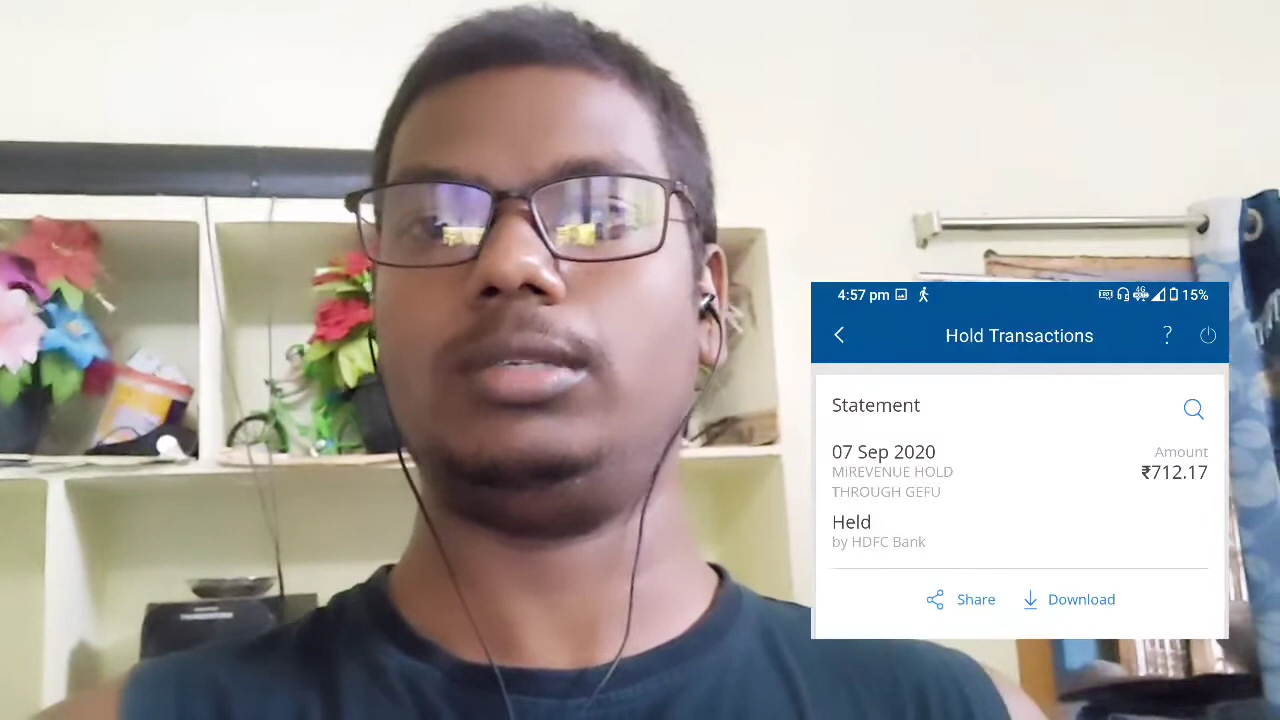 4:57 pm
4G
15%
Hold Transactions
?
Statement
07 Sep 2020
Amount
MiREVENUE HOLD
₹712.17
THROUGH GEFU
Held
by HDFC Bank
Share
Download